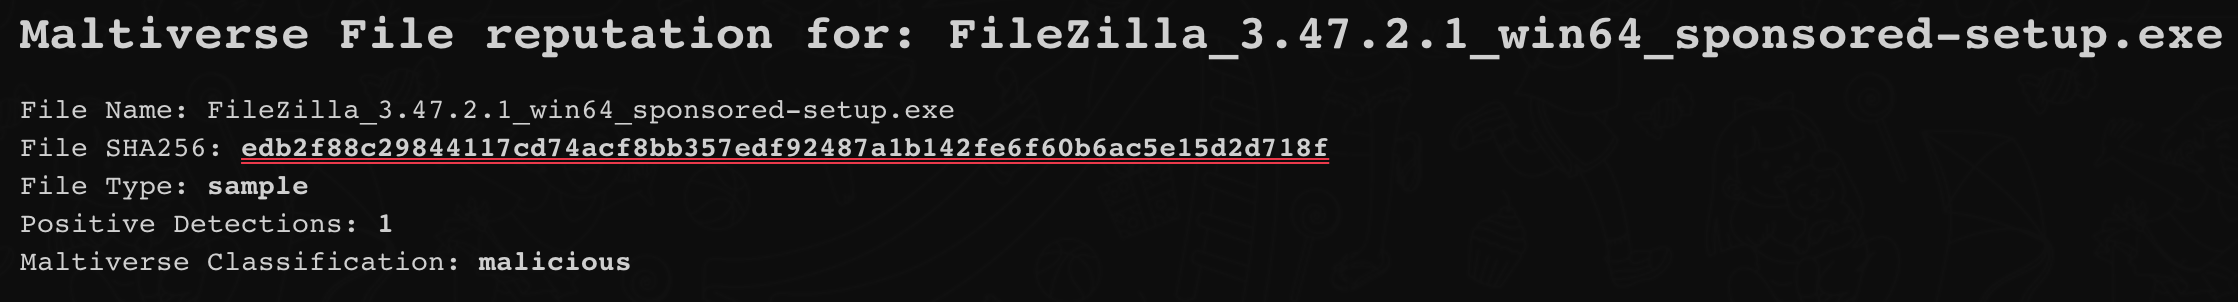 Maltiverse File reputation for: FileZilla_3.47.2.1_win64_sponsored-setup.exe
File Name: FileZilla_3.47.2.1_win64_sponsored-setup.exe
File SHA256: edb2f88c29844117cd74acf8bb357edf92487a1b142fe6f60b6ac5e15d2d718f
File Type: sample
Positive Detections: 1
Maltiverse Classification: malicious